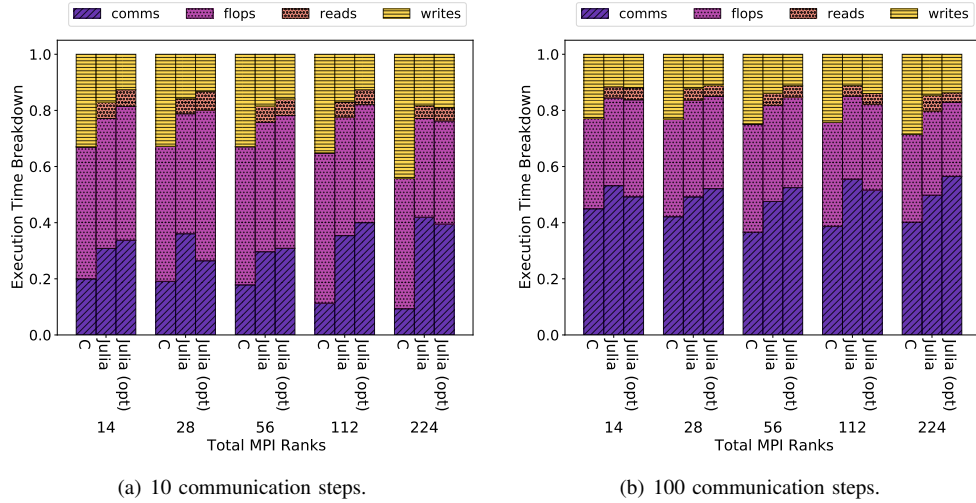 comms flops reads writes
comms flops reads writes
Execution Time Breakdown
1.0
0.8
0.6
0.4
0.2
0.0
C
Julia
Julia (opt)
C
Julia
Julia (opt)
C
Julia
Julia (opt)
C
Julia
Julia (opt)
C
Julia
Julia (opt)
14 28 56 112 224
Total MPI Ranks
(a) 10 communication steps.
Execution Time Breakdown
1.0
0.8
0.6
0.4
0.2
0.0
C
Julia
Julia (opt)
C
Julia
Julia (opt)
C
Julia
Julia (opt)
C
Julia
Julia (opt)
C
Julia
Julia (opt)
14 28 56 112 224
Total MPI Ranks
(b) 100 communication steps.